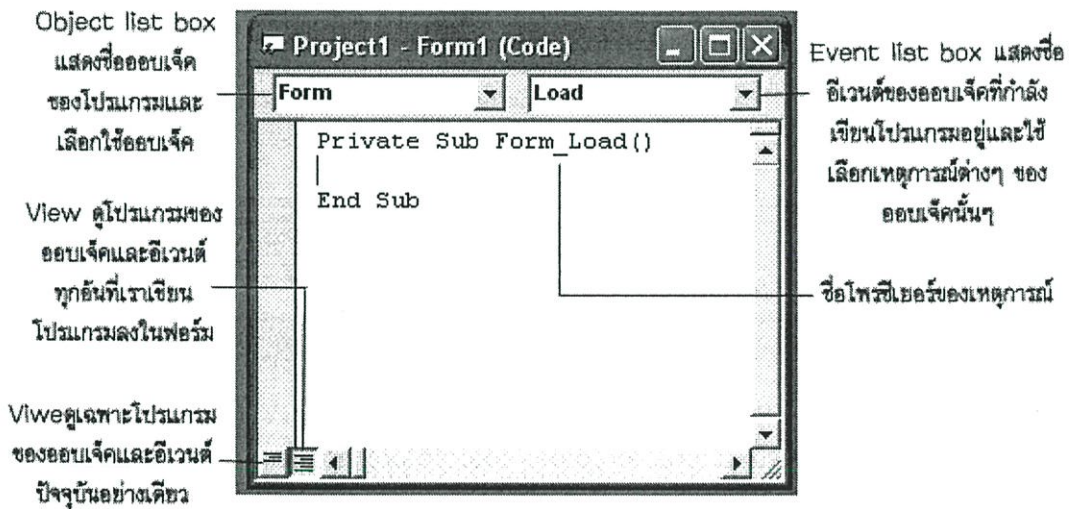 Object list box
แสดงชื่อออบเจ็ค
ของโปรแกรมและ
เลือกใช้ออบเจ็ค
View ดูโปรแกรมของ
ออบเจ็คและอีเวนต์
ทุกอันที่เราเขียน
โปรแกรมลงในฟอร์ม
Viweดูเฉพาะโปรแกรม
ของออบเจ็คและอีเวนต์
ปัจจุบันอย่างเดียว
Project1 - Form1 (Code)
Form
Load
Private Sub Form_Load()
End Sub
Event list box แสดงชื่อ
อีเวนต์ของออบเจ็คที่กำลัง
เขียนโปรแกรมอยู่และใช้
เลือกเหตุการณ์ต่างๆ ของ
ออบเจ็คนั้นๆ
ชื่อโพรซีเยอร์ของเหตุการณ์